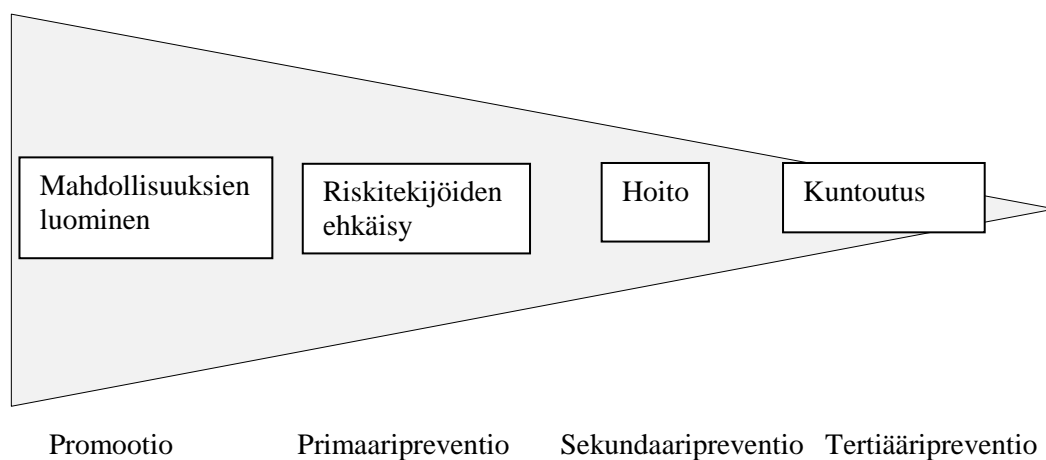 Mahdollisuuksien
luominen
Riskitekijöiden
ehkäisy
Hoito
Kuntoutus
Promootio
Primaaripreventio
Sekundaaripreventio
Tertiääripreventio